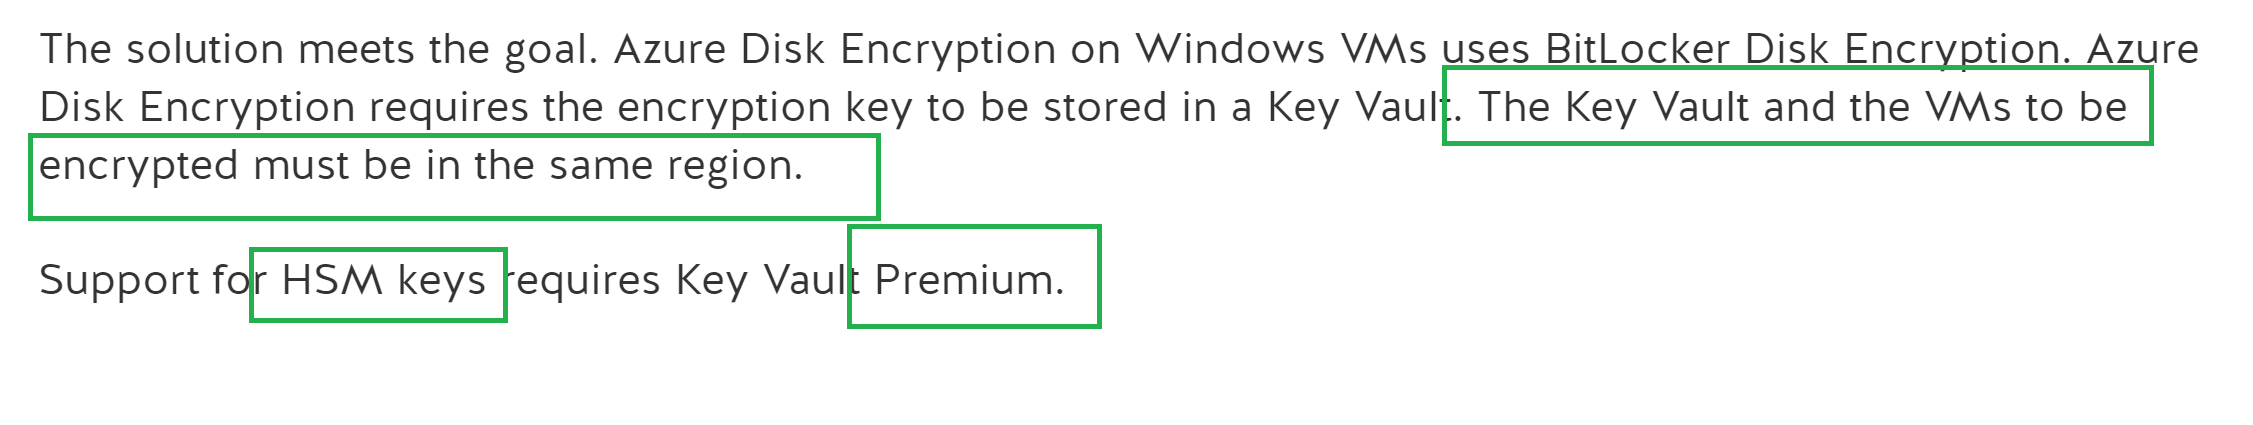 The solution meets the goal. Azure Disk Encryption on Windows VMs uses BitLocker Disk Encryption. Azure
Disk Encryption requires the encryption key to be stored in a Key Vault. The Key Vault and the VMs to be
encrypted must be in the same region.
Support for HSM keys requires Key Vault Premium.